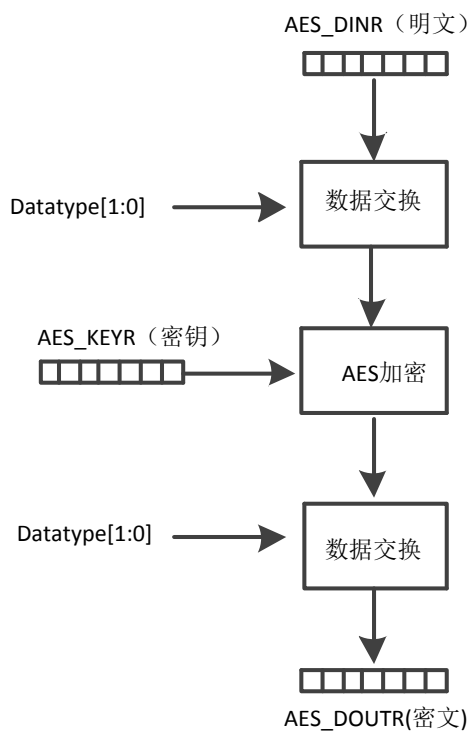 AES_DINR（明文）
数据交换
Datatype[1:0]
AES_KEYR（密钥）
AES加密
Datatype[1:0]
数据交换
AES_DOUTR(密文)